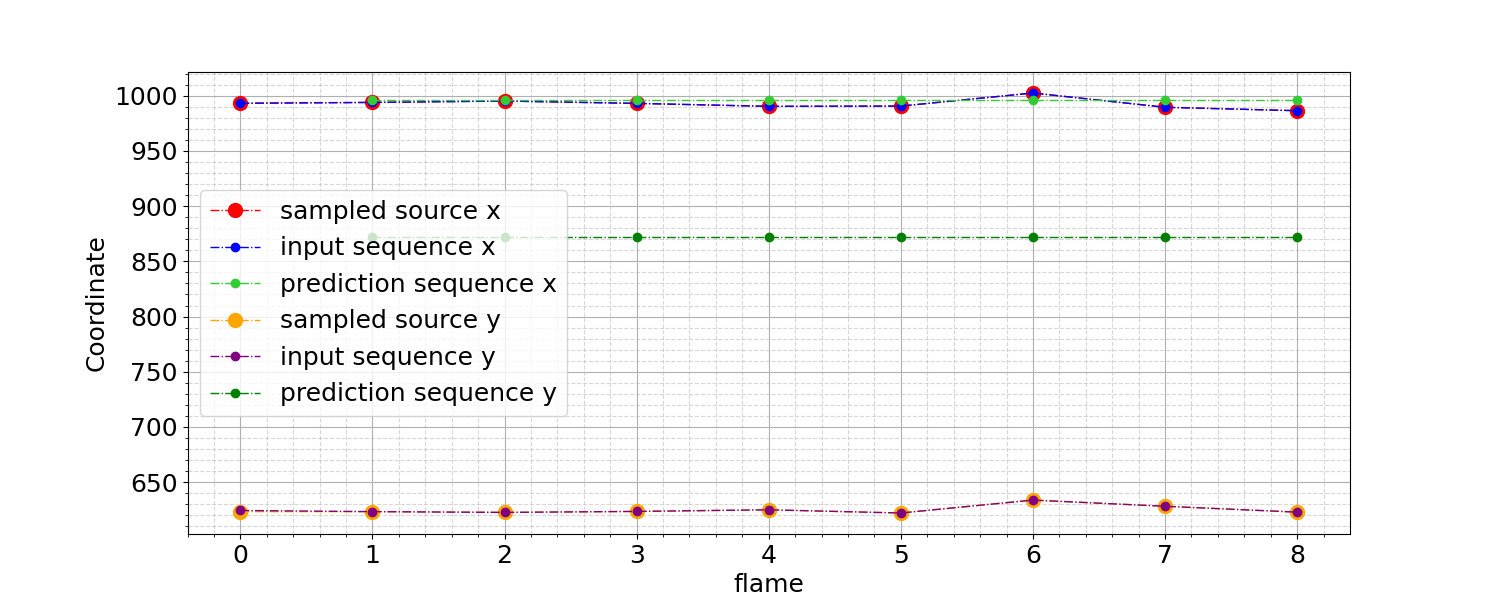 1000
950
900
850
800
750
700
650
Coordinate
sampled source x
input sequence x
prediction sequence x
sampled source y
input sequence y
prediction sequence y
0 1 2 3 4 5 6 7 8
flame